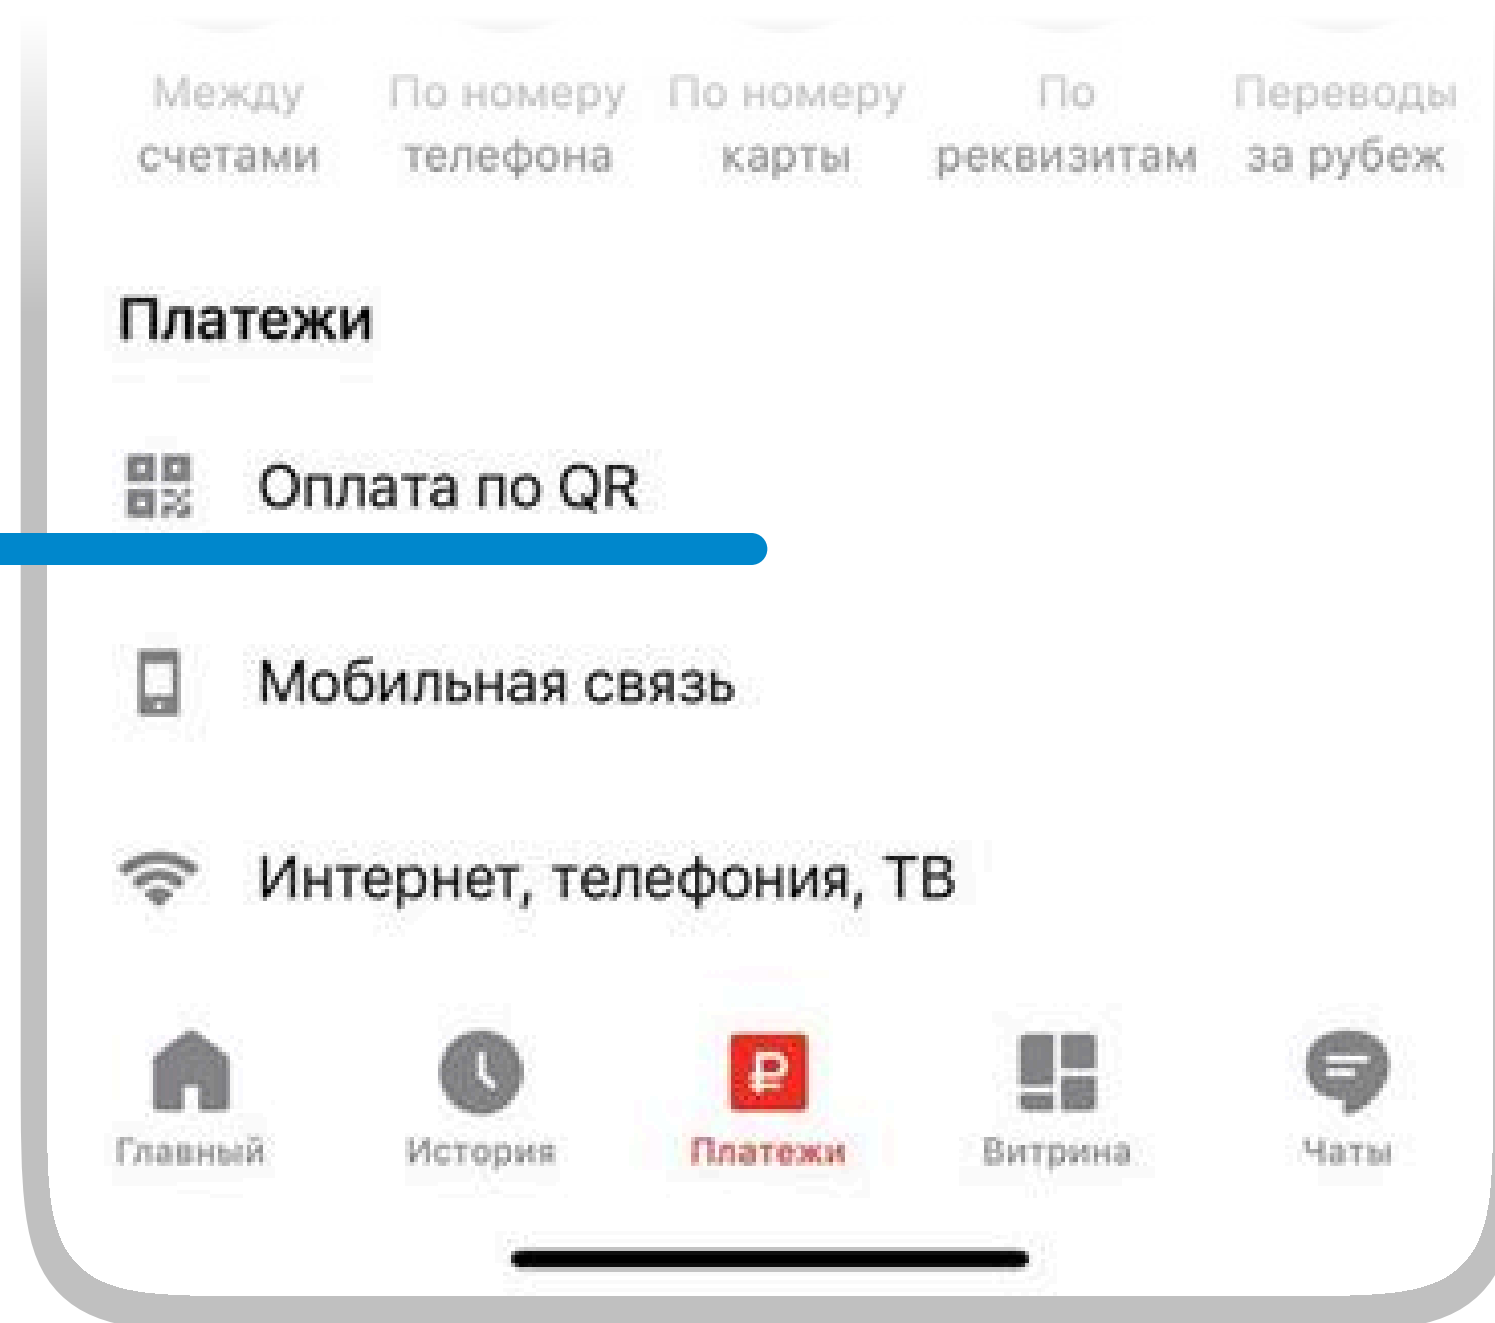 Между По номеру По номеру По Переводы
счетами телефона карты реквизитам за рубеж
Платежи
Оплата по QR
Мобильная связь
Интернет, телефония, ТВ
Главный История Платежи Витрина Чаты